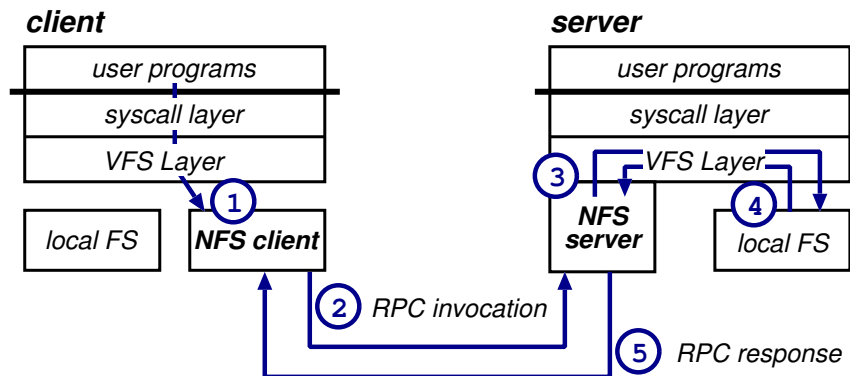 client
server
user programs
user programs
syscall layer
syscall layer
VFS Layer
VFS Layer
1
3
4
local FS
NFS client
NFS
server
local FS
2
RPC invocation
5
RPC response